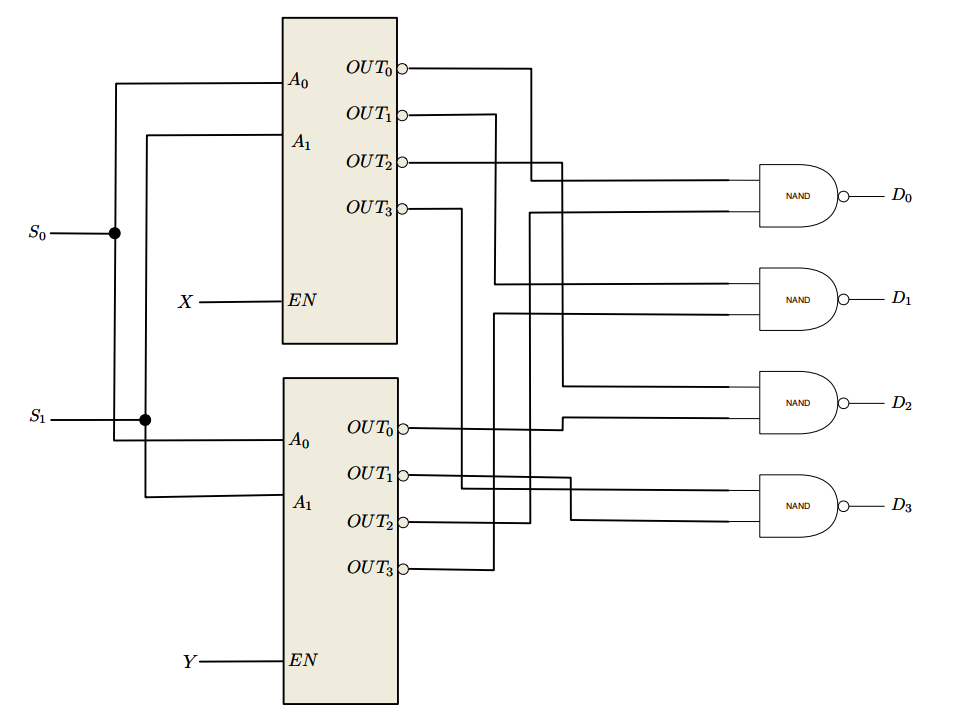 OUT₀
A₀
OUT₁
A₁
OUT₂
OUT₃
S₀
X
EN
NAND
D₀
NAND
D₁
NAND
D₂
NAND
D₃
S₁
OUT₀
A₀
OUT₁
A₁
OUT₂
OUT₃
Y
EN